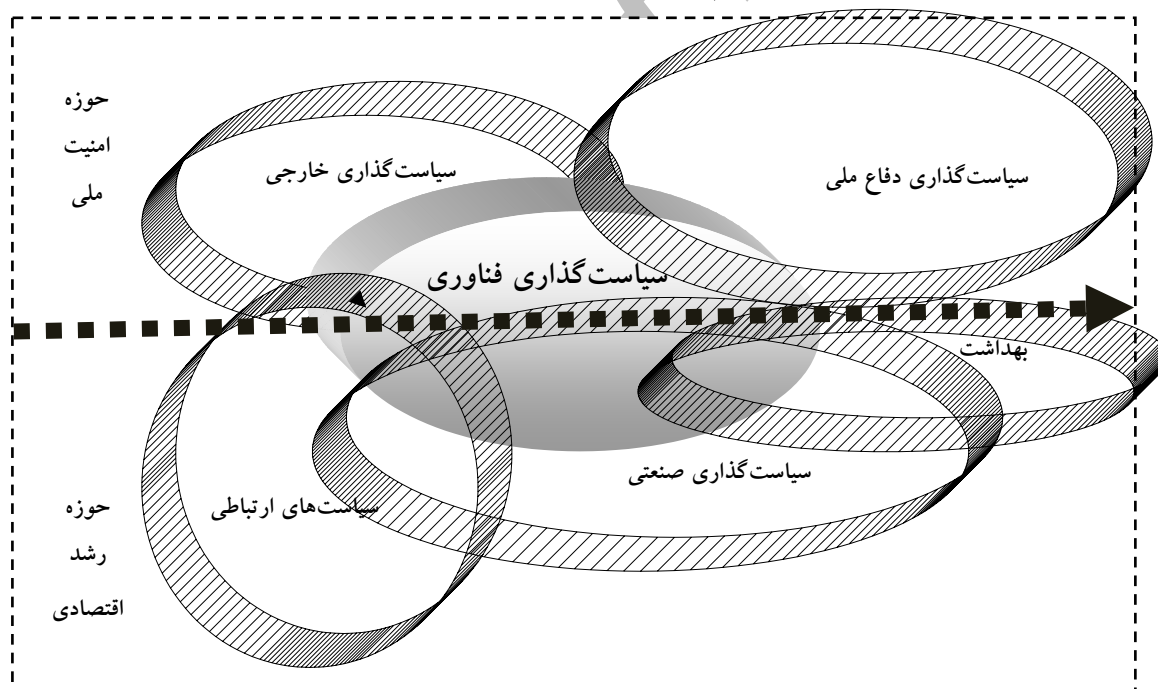 حوزه
امنیت
ملی
سیاست‌گذاری خارجی
سیاست‌گذاری دفاع ملی
سیاست‌گذاری فناوری
بهداشت
سیاست‌گذاری صنعتی
سیاست‌های ارتباطی
حوزه
رشد
اقتصادی